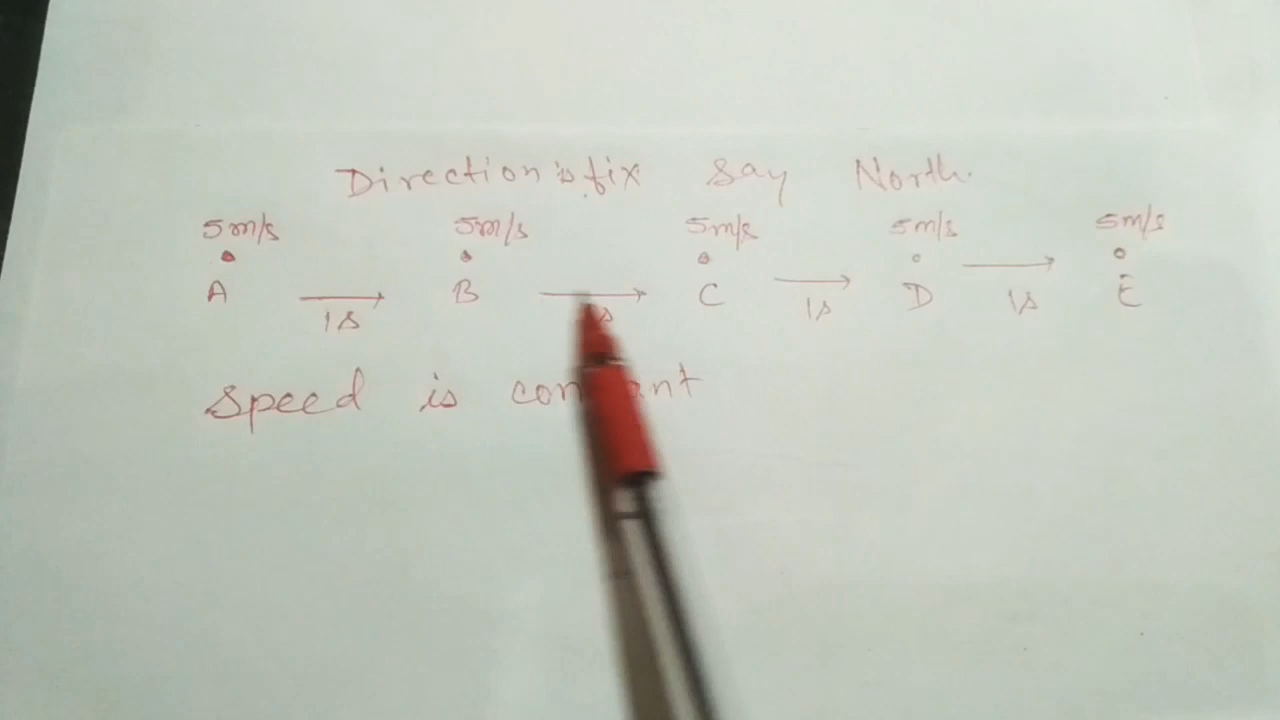 Direction is fix say North.
5m/s 5m/s 5m/s 5m/s 5m/s
A 1s B s C 1s D 1s E
Speed is